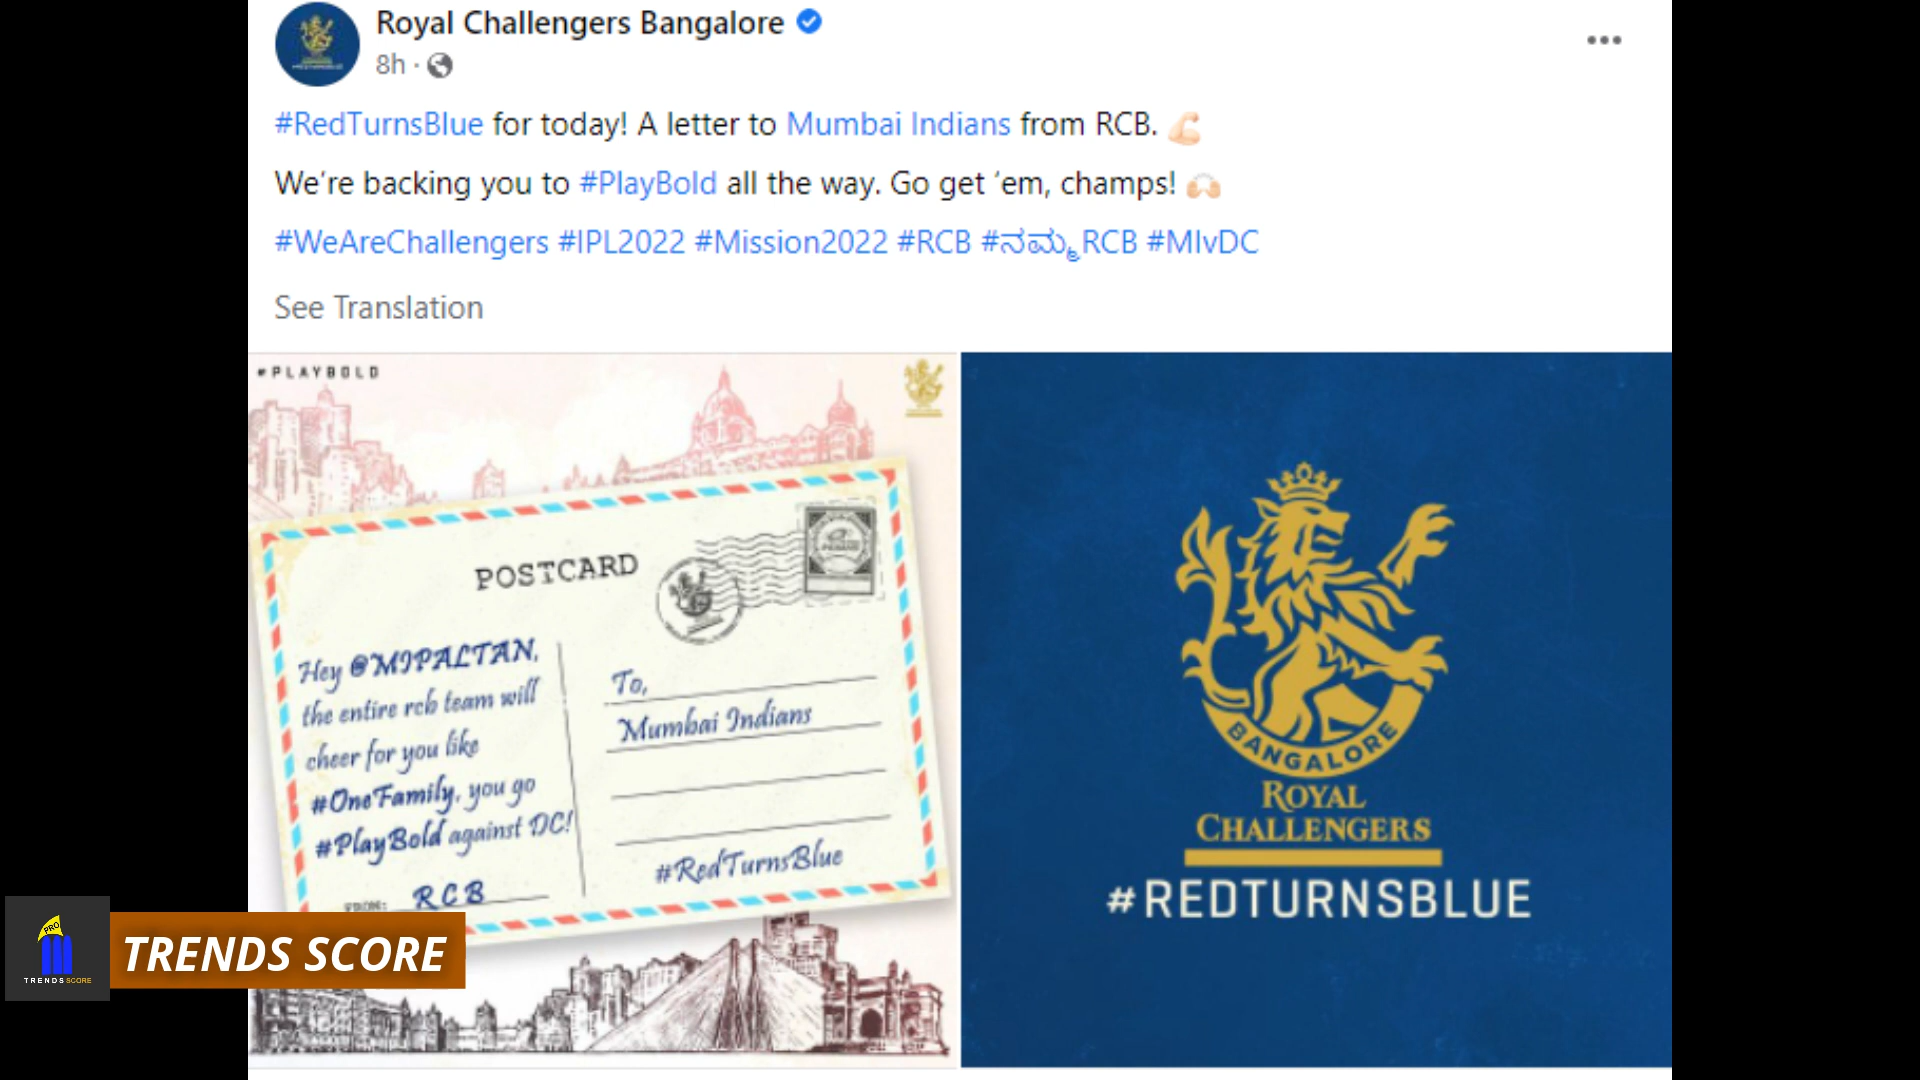 Royal Challengers Bangalore
8h ·
#RedTurnsBlue for today! A letter to Mumbai Indians from RCB. 💪🏻
We’re backing you to #PlayBold all the way. Go get ‘em, champs! 🙌🏻
#WeAreChallengers #IPL2022 #Mission2022 #RCB #ನಮ್ಮRCB #MIvDC
See Translation
#PLAYBOLD
POSTCARD
Hey @MIPALTAN,
the entire rcb team will
cheer for you like
#OneFamily, you go
#PlayBold against DC!
FROM: RCB
To,
Mumbai Indians
#RedTurnsBlue
BANGALORE
ROYAL
CHALLENGERS
#REDTURNSBLUE
PRO
TRENDS SCORE
TRENDS SCORE